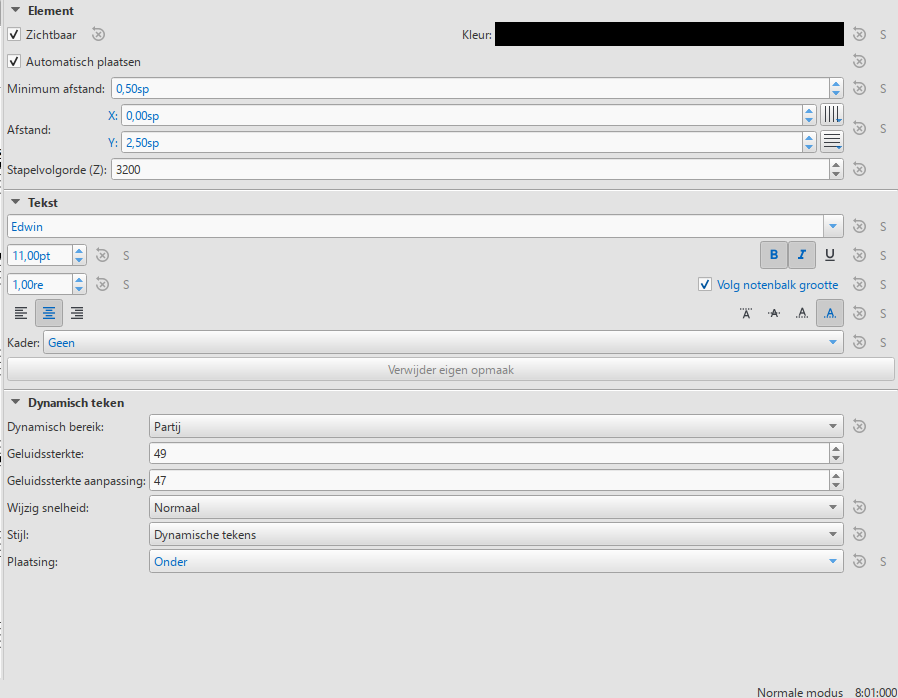 Element
Zichtbaar Kleur: S
Automatisch plaatsen
Minimum afstand: 0,50sp S
X: 0,00sp
Afstand: S
Y: 2,50sp
Stapelvolgorde (Z): 3200
Tekst
Edwin S
11,00pt S B I U S
1,00re S Volg notenbalk grootte S
A A A A S
Kader: Geen S
Verwijder eigen opmaak
Dynamisch teken
Dynamisch bereik: Partij
Geluidssterkte: 49
Geluidssterkte aanpassing: 47
Wijzig snelheid: Normaal
Stijl: Dynamische tekens
Plaatsing: Onder S
Normale modus 8:01:000